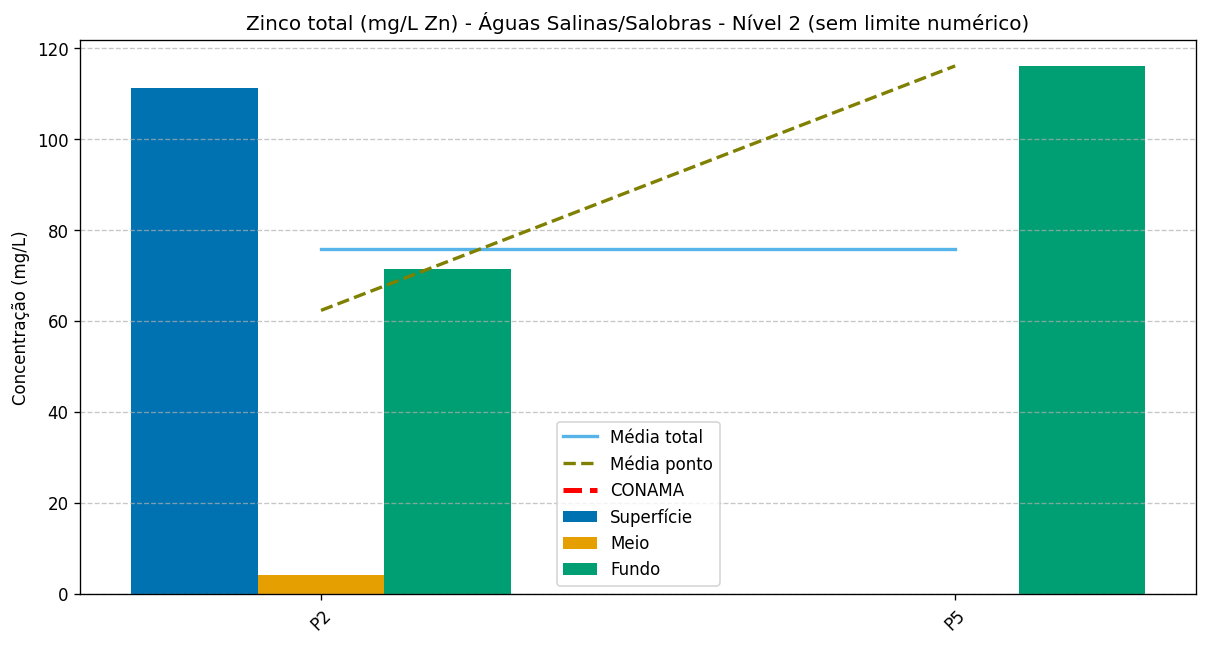 Zinco total (mg/L Zn) - Águas Salinas/Salobras - Nível 2 (sem limite numérico)
Concentração (mg/L)
120
100
80
60
40
20
0
Média total
Média ponto
CONAMA
Superfície
Meio
Fundo
P2
P5